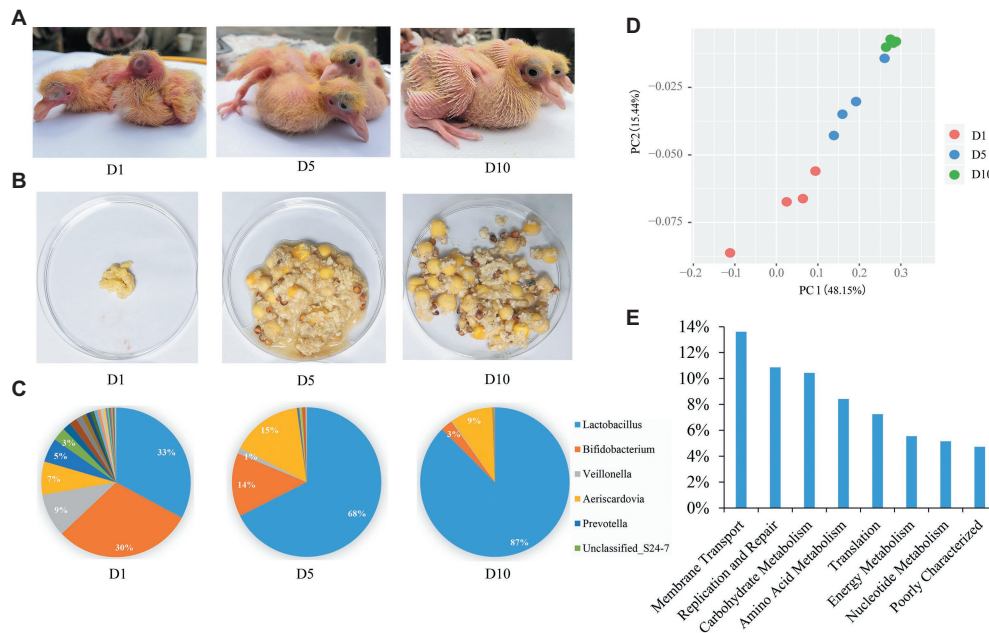 A
D1
D5
D10
B
D1
D5
D10
C
33%
30%
9%
7%
5%
3%
D1
68%
14%
1%
15%
D5
87%
3%
9%
D10
Lactobacillus
Bifidobacterium
Veillonella
Aeriscardovia
Prevotella
Unclassified_S24-7
D
PC2 (15.44%)
−0.025
−0.050
−0.075
−0.2
−0.1
0.0
0.1
0.2
0.3
PC 1 (48.15%)
D1
D5
D10
E
14%
12%
10%
8%
6%
4%
2%
0%
Membrane Transport
Replication and Repair
Carbohydrate Metabolism
Amino Acid Metabolism
Translation
Energy Metabolism
Nucleotide Metabolism
Poorly Characterized